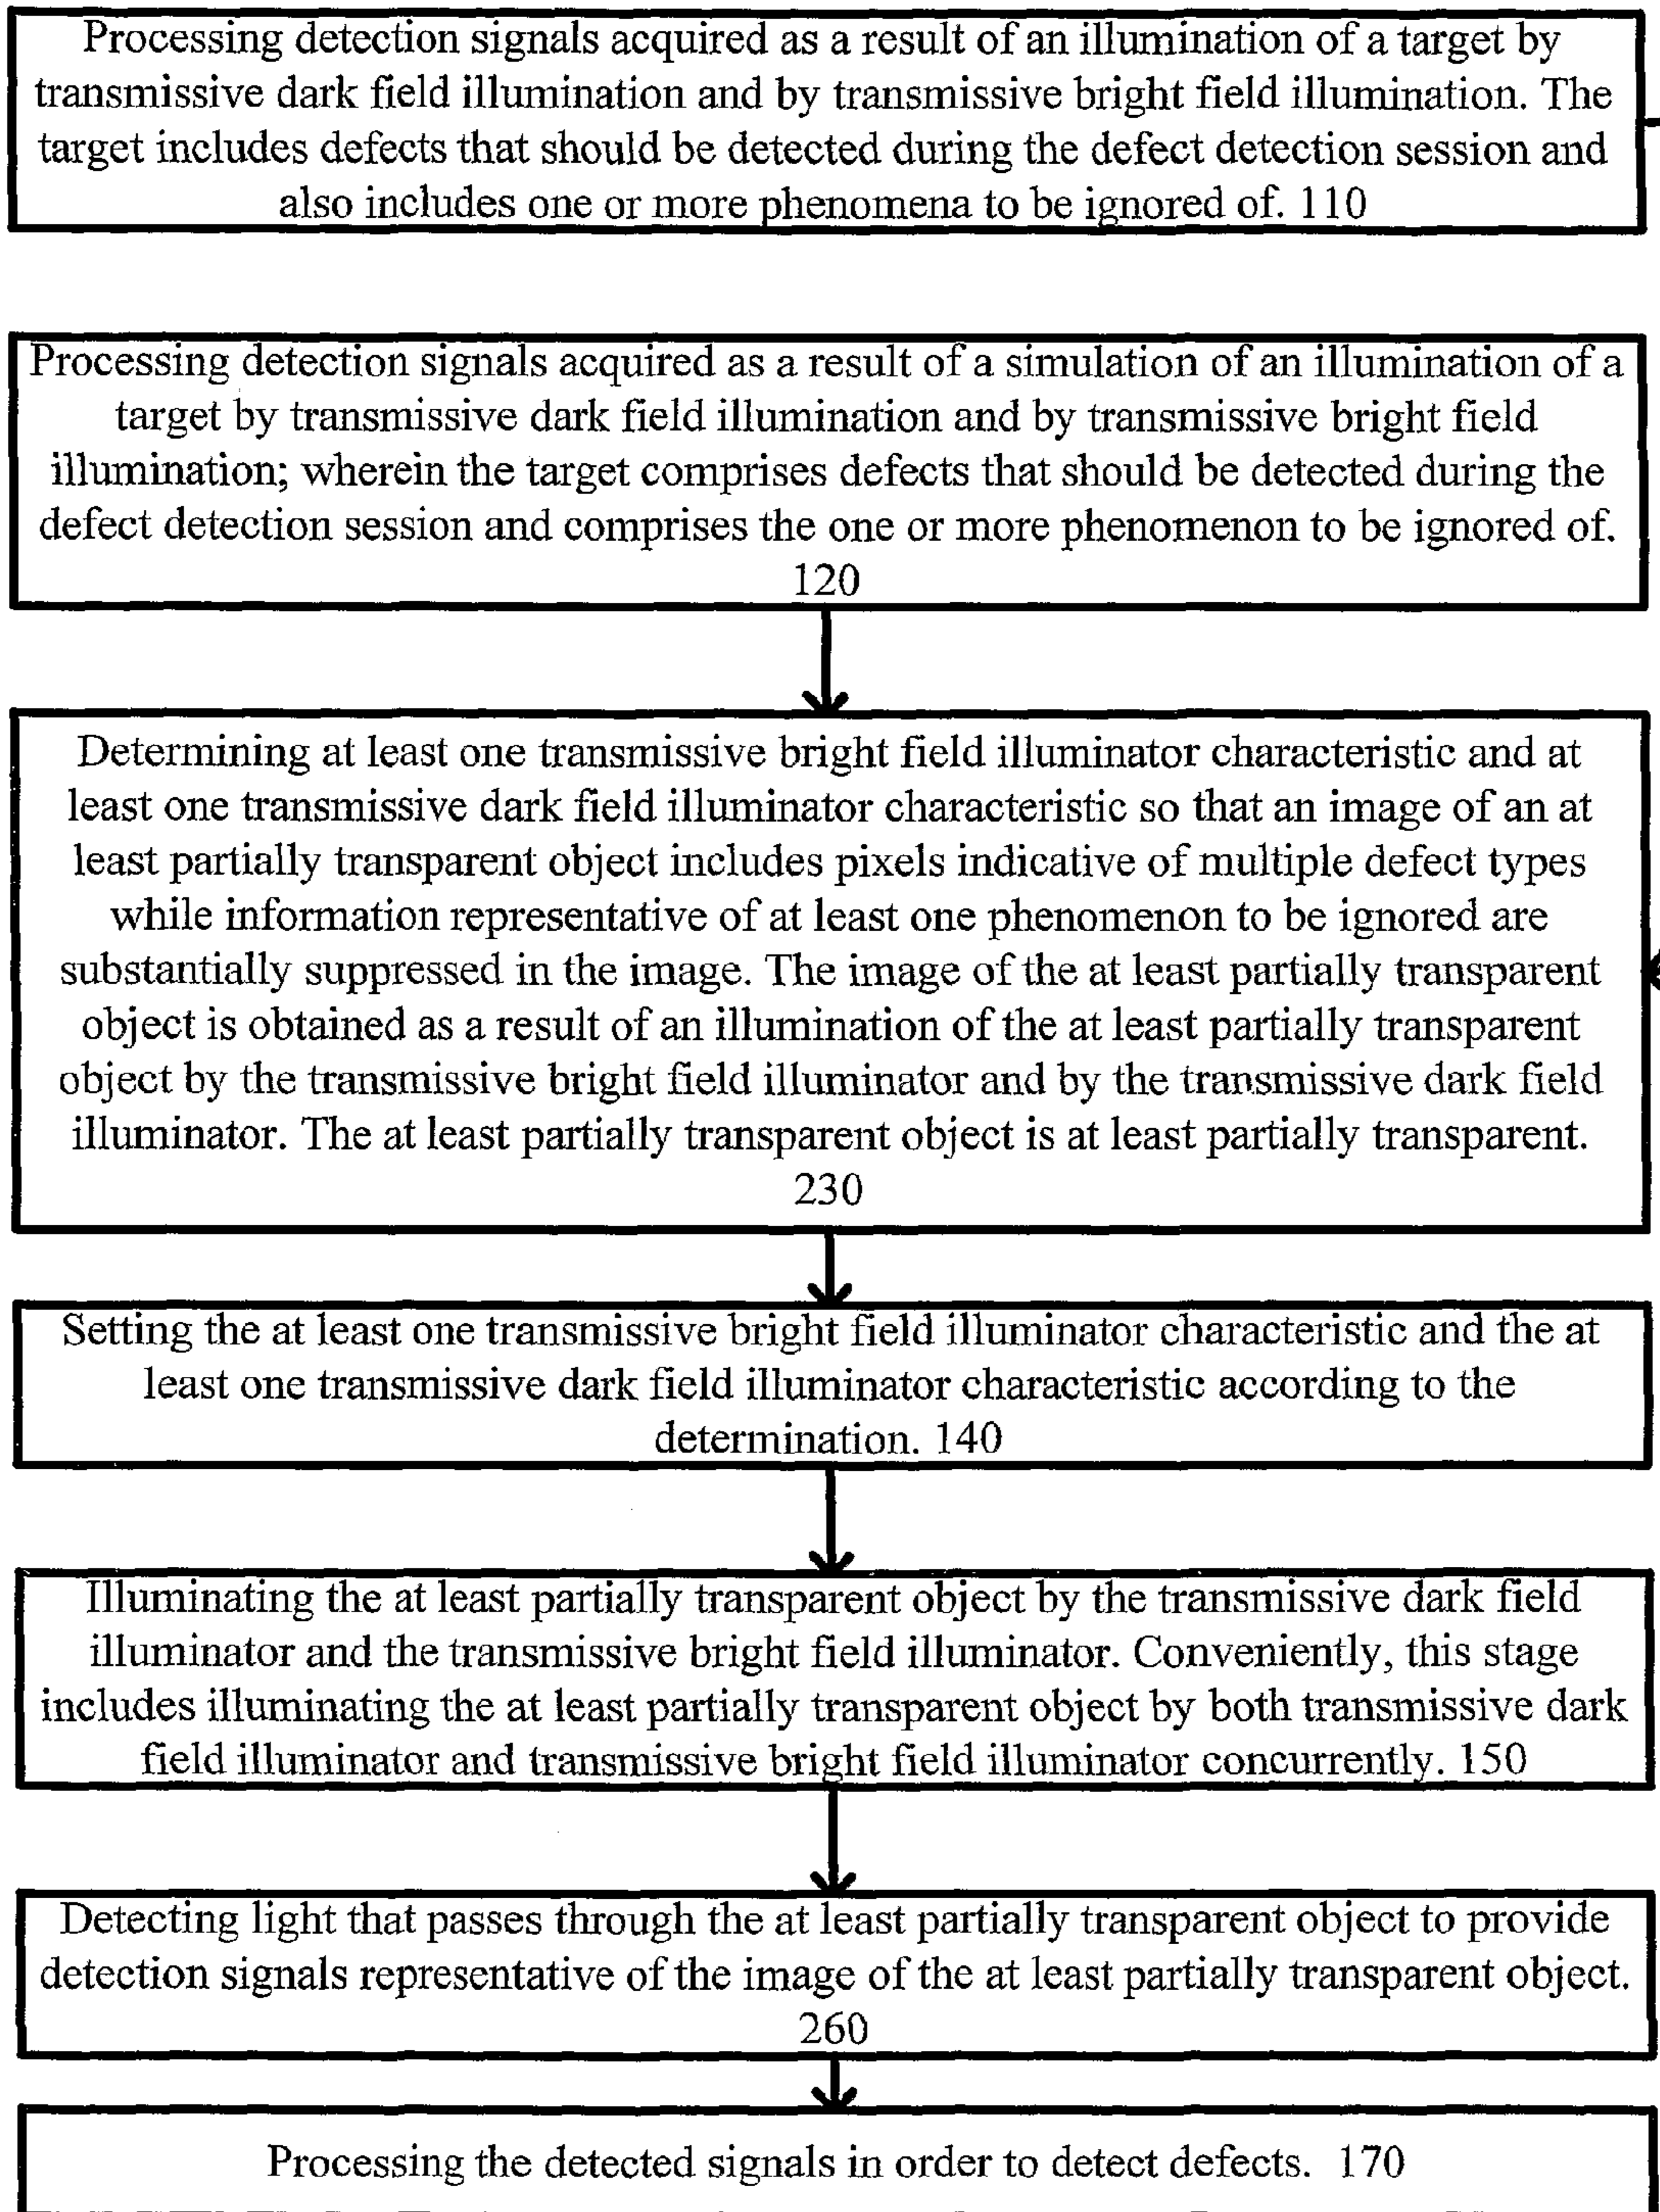 Processing detection signals acquired as a result of an illumination of a target by
transmissive dark field illumination and by transmissive bright field illumination. The
target includes defects that should be detected during the defect detection session and
also includes one or more phenomena to be ignored of. 110
Processing detection signals acquired as a result of a simulation of an illumination of a
target by transmissive dark field illumination and by transmissive bright field
illumination; wherein the target comprises defects that should be detected during the
defect detection session and comprises the one or more phenomenon to be ignored of.
120
Determining at least one transmissive bright field illuminator characteristic and at
least one transmissive dark field illuminator characteristic so that an image of an at
least partially transparent object includes pixels indicative of multiple defect types
while information representative of at least one phenomenon to be ignored are
substantially suppressed in the image. The image of the at least partially transparent
object is obtained as a result of an illumination of the at least partially transparent
object by the transmissive bright field illuminator and by the transmissive dark field
illuminator. The at least partially transparent object is at least partially transparent.
230
Setting the at least one transmissive bright field illuminator characteristic and the at
least one transmissive dark field illuminator characteristic according to the
determination. 140
Illuminating the at least partially transparent object by the transmissive dark field
illuminator and the transmissive bright field illuminator. Conveniently, this stage
includes illuminating the at least partially transparent object by both transmissive dark
field illuminator and transmissive bright field illuminator concurrently. 150
Detecting light that passes through the at least partially transparent object to provide
detection signals representative of the image of the at least partially transparent object.
260
Processing the detected signals in order to detect defects. 170